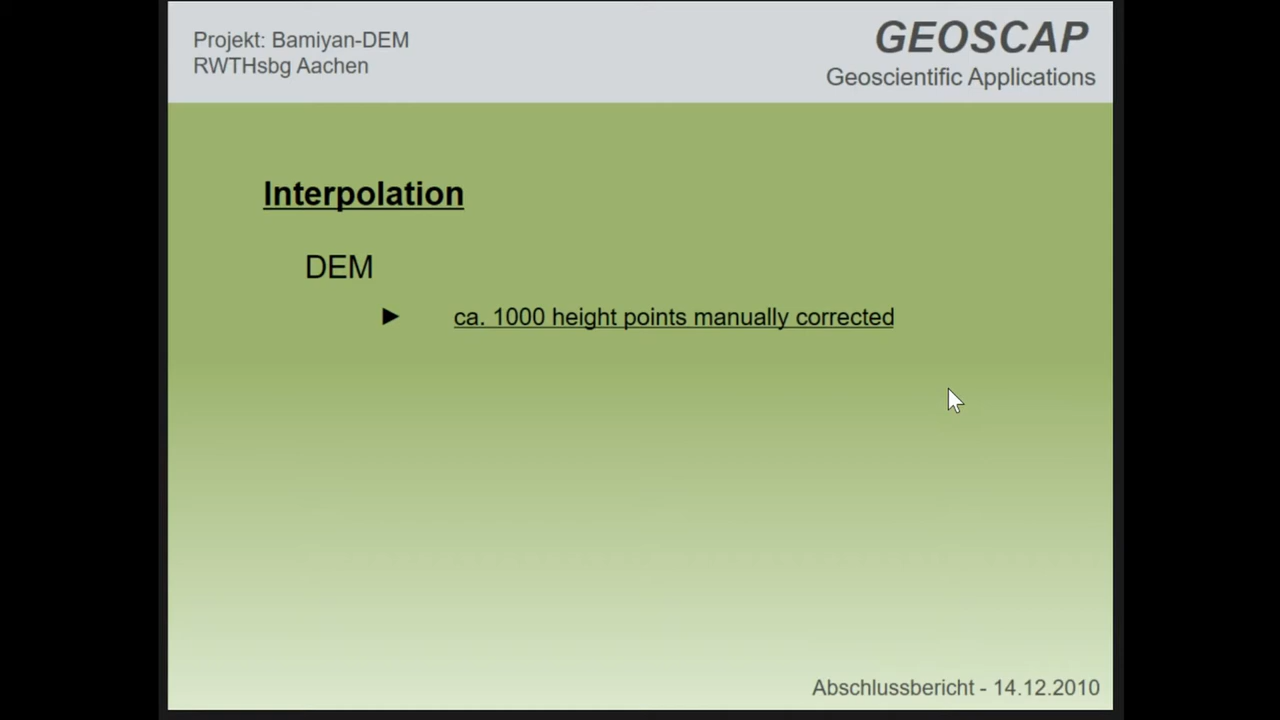 Projekt: Bamiyan-DEM
RWTHsbg Aachen
GEOSCAP
Geoscientific Applications
Interpolation
DEM
► ca. 1000 height points manually corrected
Abschlussbericht - 14.12.2010